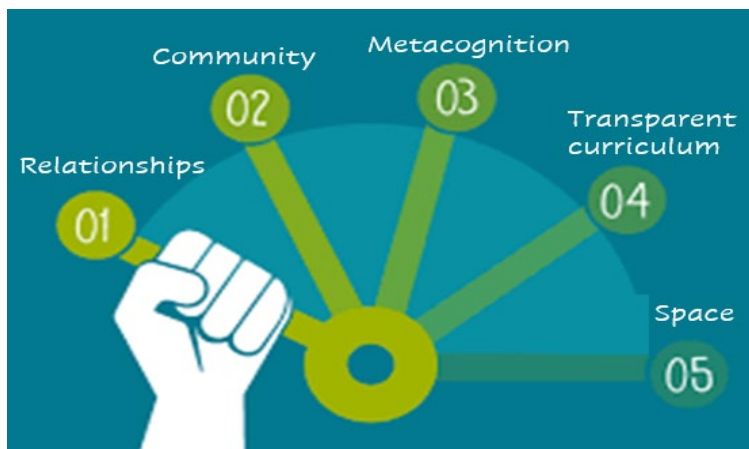 Relationships
01
Community
02
Metacognition
03
Transparent
curriculum
04
Space
05